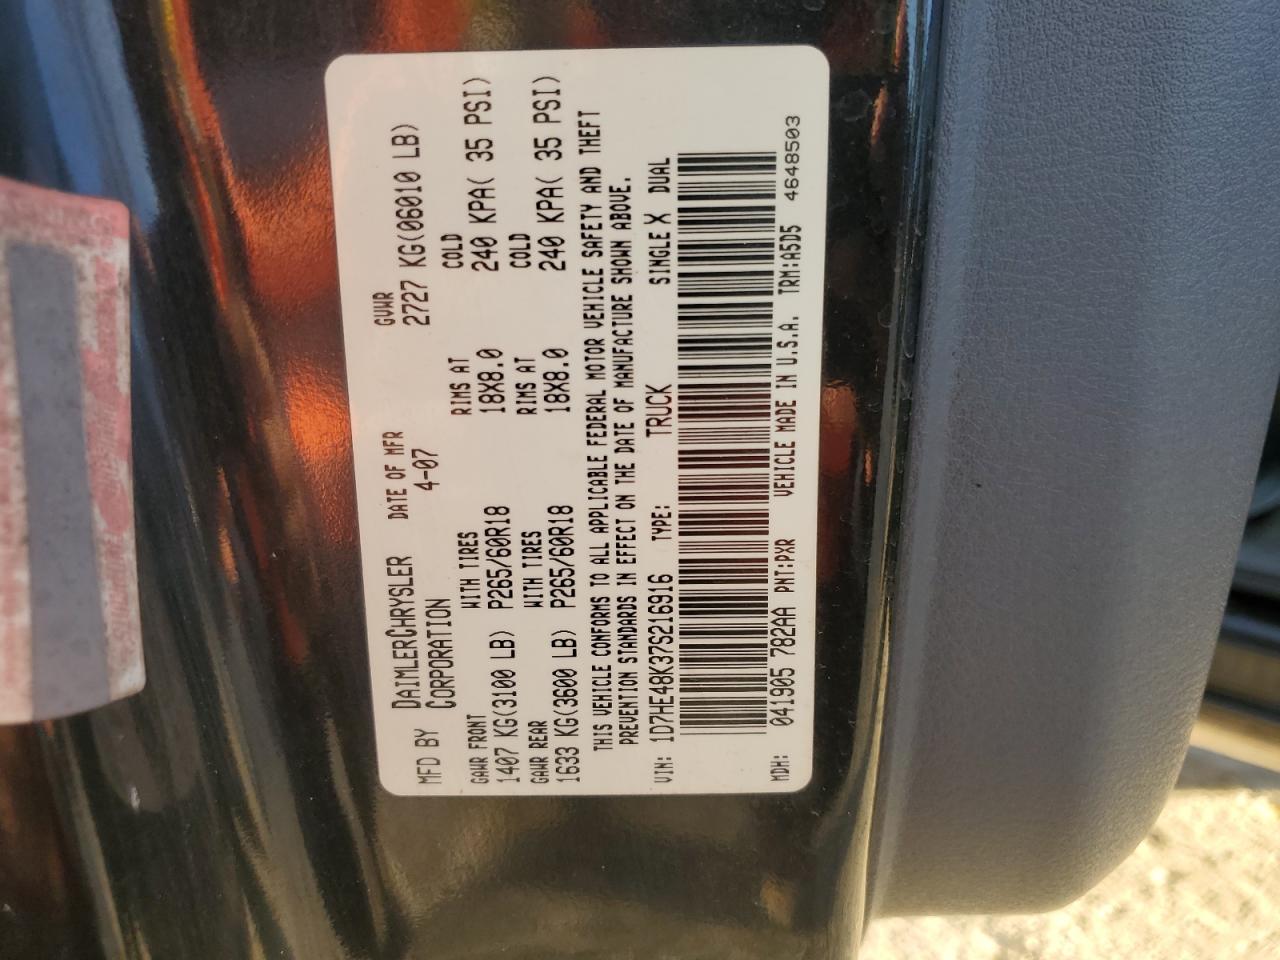 MFD BY DAIMLERCHRYSLER CORPORATION
DATE OF MFR 4-07
GVWR 2727 KG(06010 LB)
GAWR FRONT WITH TIRES RIMS AT COLD
1407 KG(3100 LB) P265/60R18 18X8.0 240 KPA( 35 PSI)
GAWR REAR WITH TIRES RIMS AT COLD
1633 KG(3600 LB) P265/60R18 18X8.0 240 KPA( 35 PSI)
THIS VEHICLE CONFORMS TO ALL APPLICABLE FEDERAL MOTOR VEHICLE SAFETY AND THEFT
PREVENTION STANDARDS IN EFFECT ON THE DATE OF MANUFACTURE SHOWN ABOVE.
VIN: 1D7HE48K37S216916 TYPE: TRUCK SINGLE X DUAL
MDH: 041905 782AA PNT:PXR VEHICLE MADE IN U.S.A. TRM:A5D5 4648503